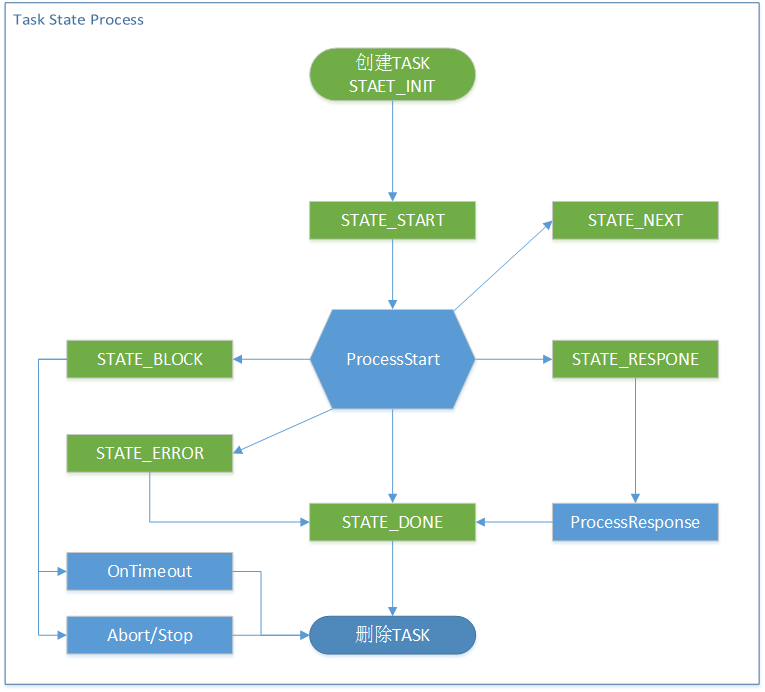 Task State Process
创建TASK
STAET_INIT
STATE_START
STATE_NEXT
STATE_BLOCK
ProcessStart
STATE_RESPONE
STATE_ERROR
STATE_DONE
ProcessResponse
OnTimeout
Abort/Stop
删除TASK